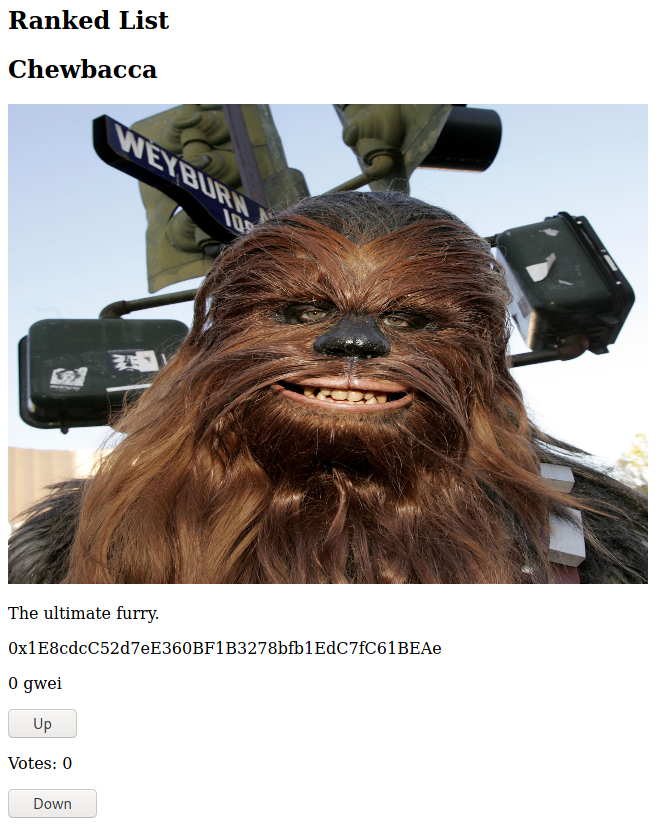 Ranked List
Chewbacca
WEYBURN A
The ultimate furry.
0x1E8cdcC52d7eE360BF1B3278bfb1EdC7fC61BEAe
0 gwei
Up
Votes: 0
Down